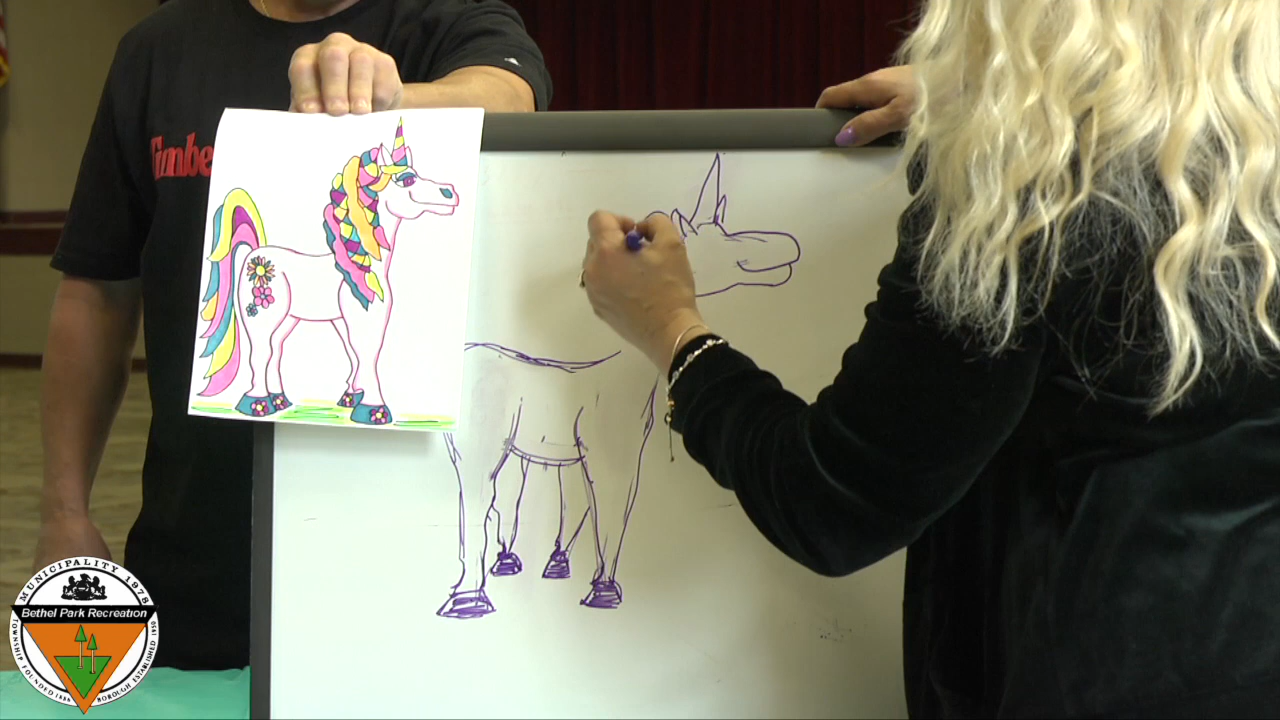 Timbe
MUNICIPALITY 1978
Bethel Park Recreation
TOWNSHIP FOUNDED 1886
BOROUGH ESTABLISHED 1949